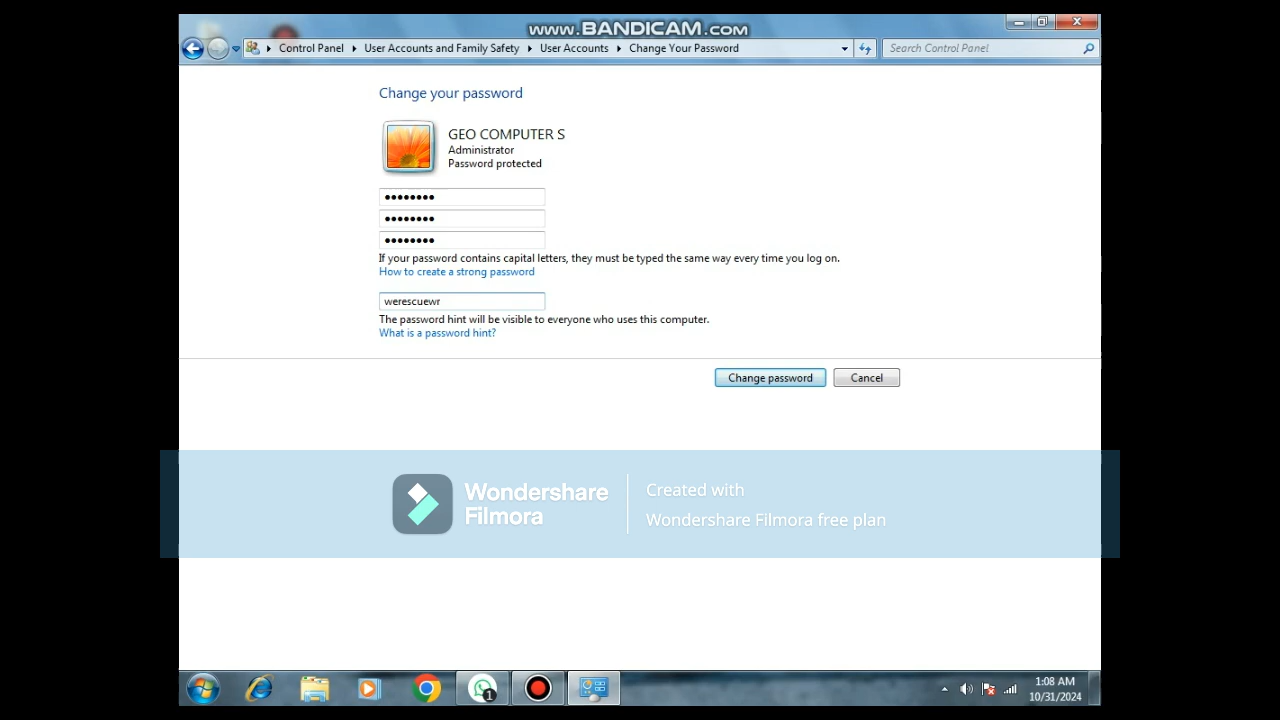 WWW.BANDICAM.COM
Control Panel
User Accounts and Family Safety
User Accounts
Change Your Password
Search Control Panel
Change your password
GEO COMPUTER S
Administrator
Password protected
If your password contains capital letters, they must be typed the same way every time you log on.
How to create a strong password
werescuewr
The password hint will be visible to everyone who uses this computer.
What is a password hint?
Change password
Cancel
Wondershare
Filmora
Created with
Wondershare Filmora free plan
1
1:08 AM
10/31/2024